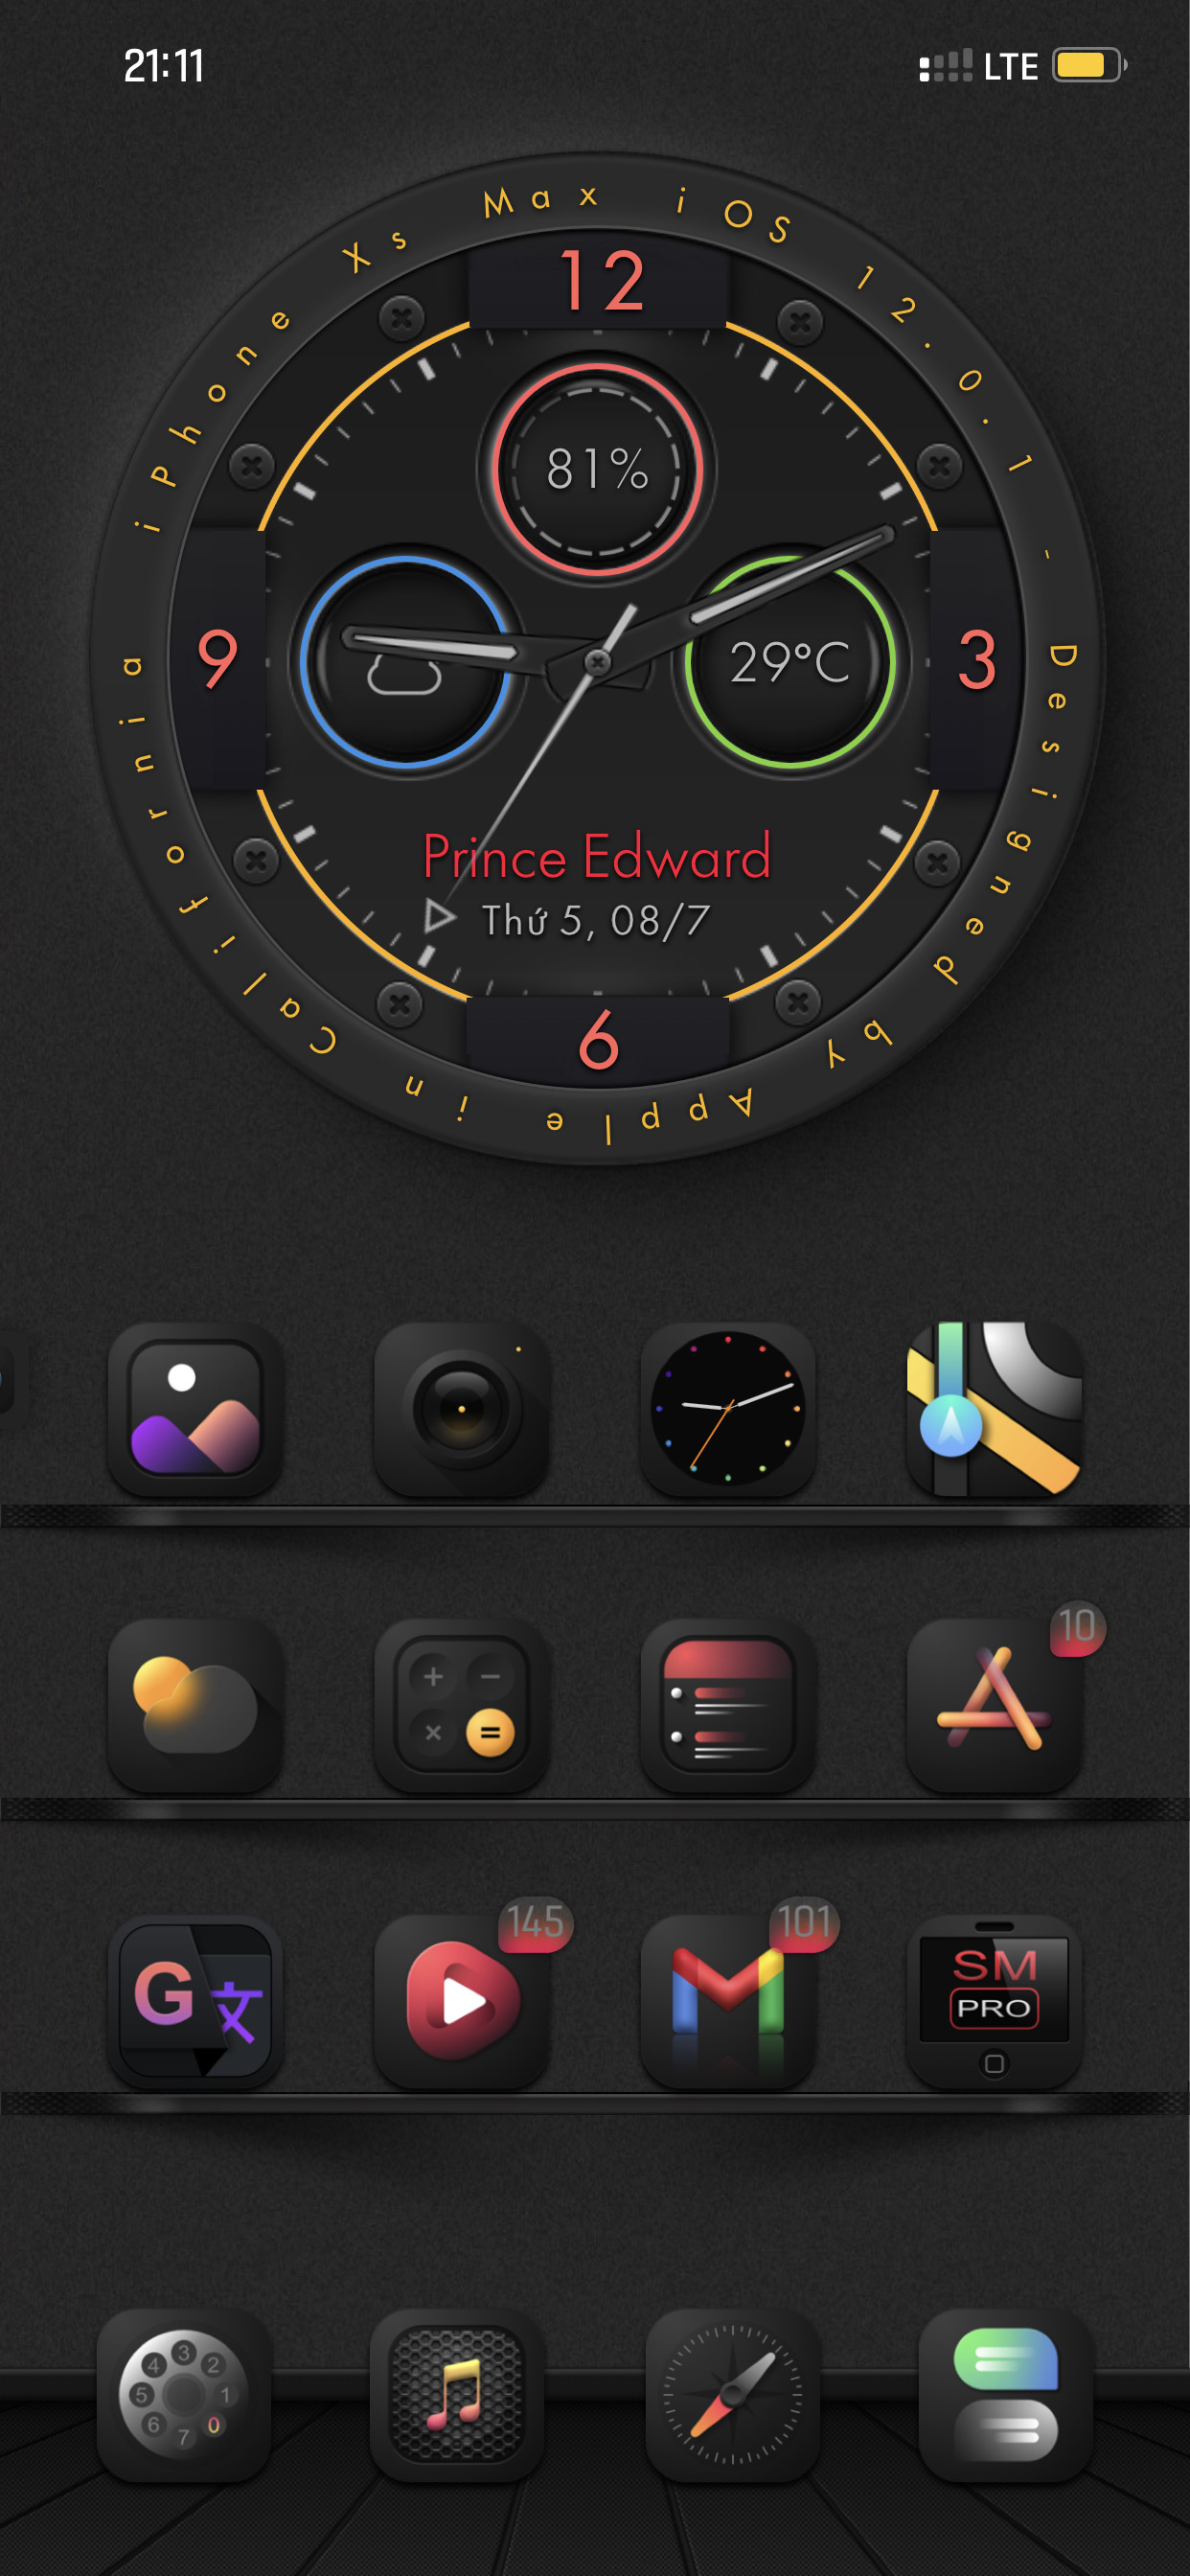 21:11 LTE
iPhone Xs Max iOS 12.0.1 - Designed by Apple in California
12
81%
9
29°C
3
Prince Edward
Thứ 5, 08/7
6
10
+ −
× =
145
101
G 文
SM
PRO
3
4 2
5 1
6 0
7